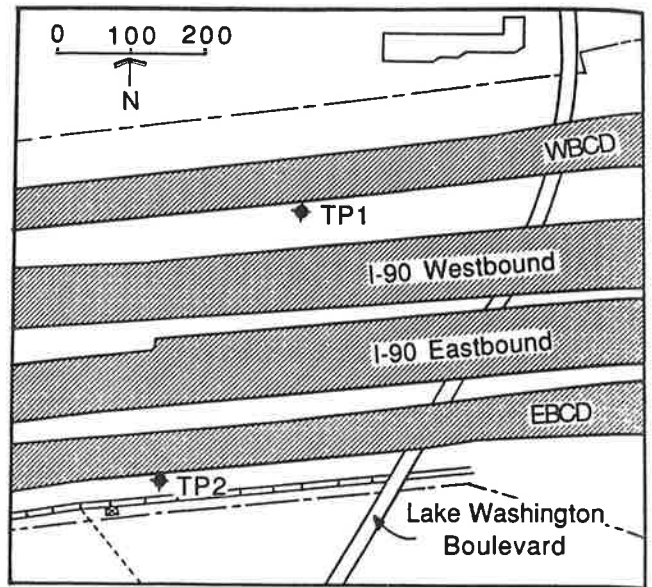 0 100 200
N
WBCD
TP1
I-90 Westbound
I-90 Eastbound
EBCD
TP2
Lake Washington
Boulevard